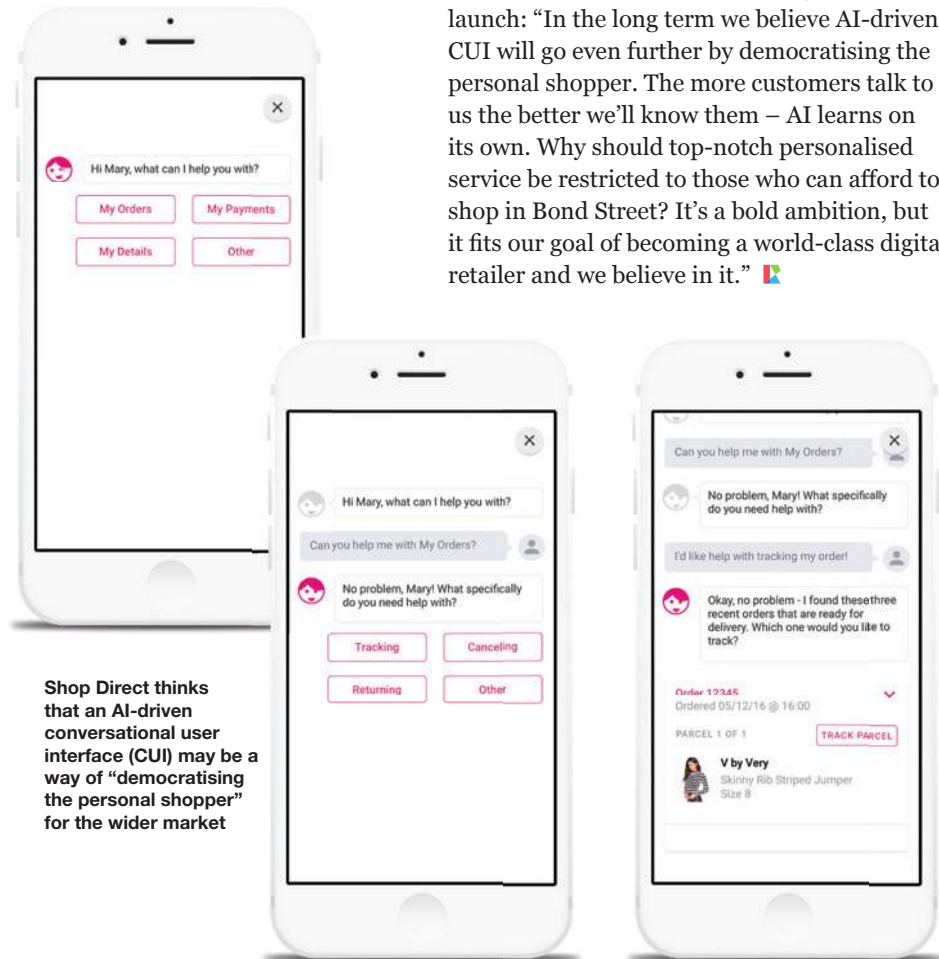 launch: “In the long term we believe AI-driven
CUI will go even further by democratising the
personal shopper. The more customers talk to
us the better we’ll know them – AI learns on
its own. Why should top-notch personalised
service be restricted to those who can afford to
shop in Bond Street? It’s a bold ambition, but
it fits our goal of becoming a world-class digita
retailer and we believe in it.”
Hi Mary, what can I help you with?
My Orders My Payments
My Details Other
Hi Mary, what can I help you with?
Can you help me with My Orders?
No problem, Mary! What specifically
do you need help with?
Tracking Canceling
Returning Other
Can you help me with My Orders?
No problem, Mary! What specifically
do you need help with?
I'd like help with tracking my order!
Okay, no problem - I found thesethree
recent orders that are ready for
delivery. Which one would you like to
track?
Order 12345
Ordered 05/12/16 @ 16:00
PARCEL 1 OF 1 TRACK PARCEL
V by Very
Skinny Rib Striped Jumper
Size 8
Shop Direct thinks
that an AI-driven
conversational user
interface (CUI) may be a
way of “democratising
the personal shopper”
for the wider market